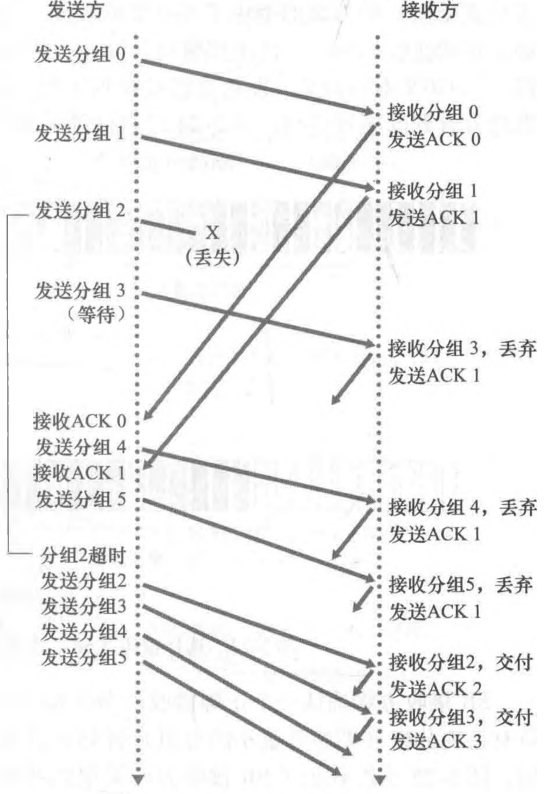 发送方
接收方
发送分组 0
接收分组 0
发送ACK 0
发送分组 1
接收分组 1
发送ACK 1
发送分组 2
X
(丢失)
发送分组 3
（等待）
接收分组 3，丢弃
发送ACK 1
接收ACK 0
发送分组 4
接收ACK 1
发送分组 5
接收分组 4，丢弃
发送ACK 1
分组2超时
发送分组2
发送分组3
发送分组4
发送分组5
接收分组5，丢弃
发送ACK 1
接收分组2，交付
发送ACK 2
接收分组3，交付
发送ACK 3